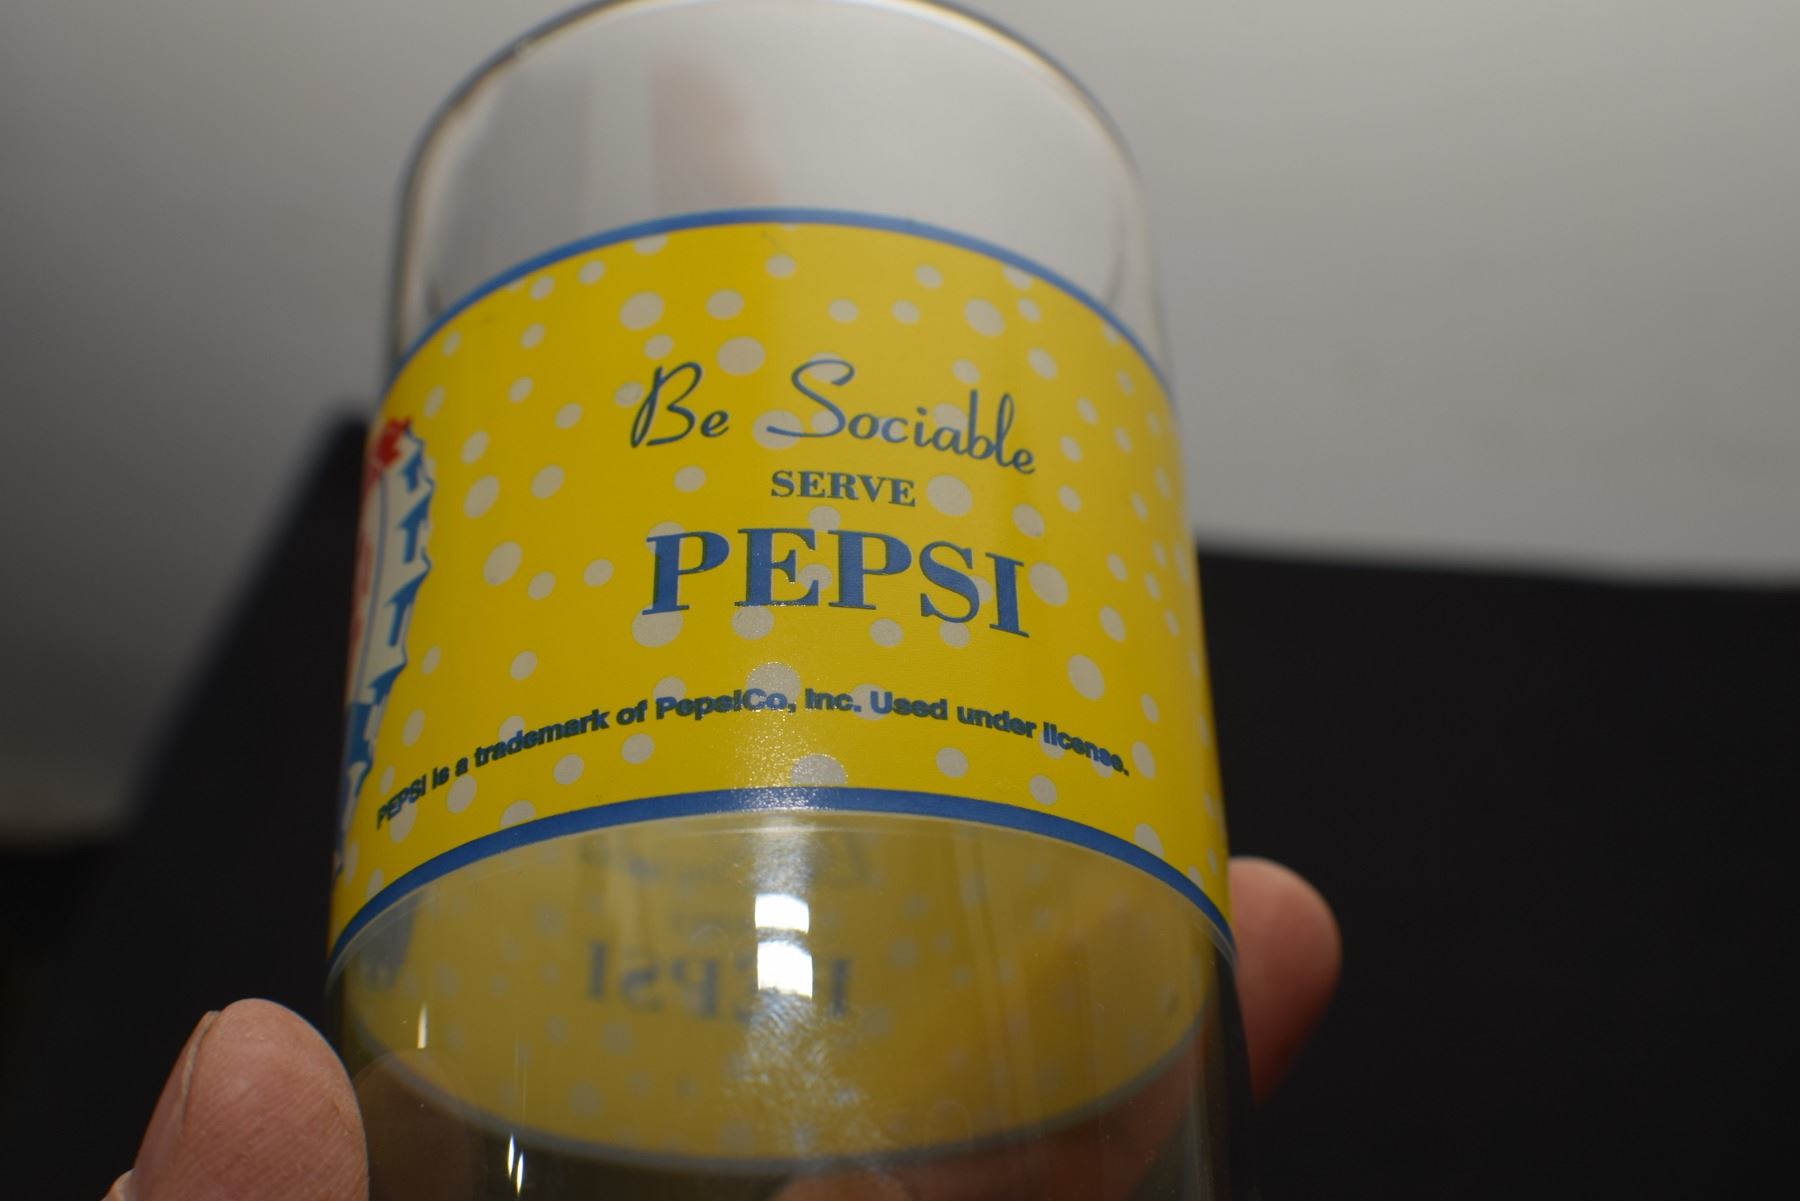 Be Sociable
SERVE
PEPSI
PEPSI is a trademark of PepsiCo, Inc. Used under license.